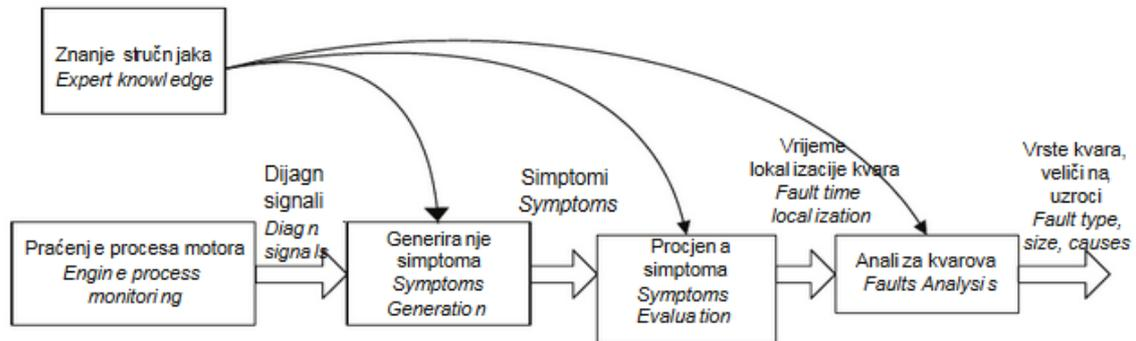 Znanje stručnjaka
Expert knowledge
Dijagn
signali
Diagn
signals
Simptomi
Symptoms
Vrijeme
lokalizacije kvara
Fault time
localization
Vrste kvara,
veličina,
uzroci
Fault type,
size, causes
Praćenje procesa motora
Engine process
monitoring
Generiranje
simptoma
Symptoms
Generation
Procjena
simptoma
Symptoms
Evaluation
Analiza kvarova
Faults Analysis